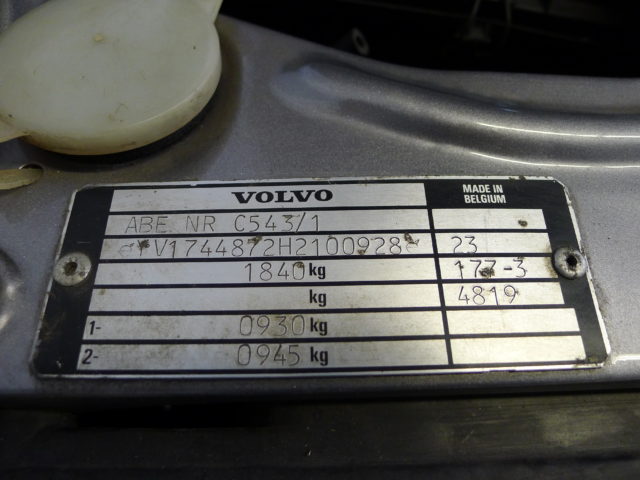 VOLVO
MADE IN
BELGIUM
ABE NR C543/1
YV1744872H2100928 23
1840 kg 177-3
kg 4819
1- 0930 kg
2- 0945 kg